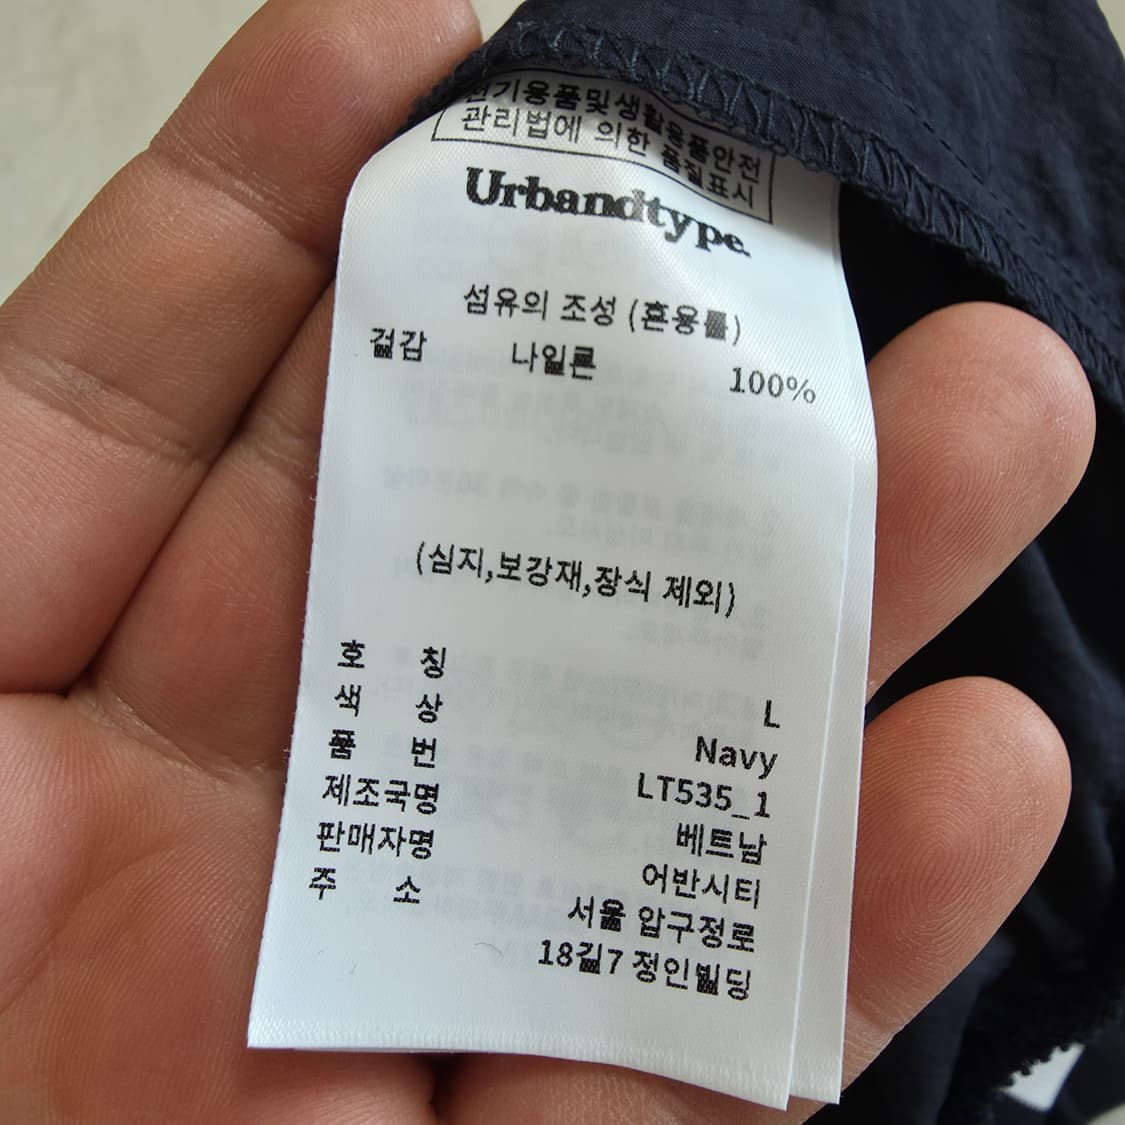 전기용품및생활용품안전
관리법에 의한 품질표시
Urbandtype.
섬유의 조성 (혼용률)
겉감 나일론 100%
(심지,보강재,장식 제외)
호 칭 L
색 상 Navy
품 번 LT535_1
제조국명 베트남
판매자명 어반시티
주 소 서울 압구정로
18길7 정인빌딩